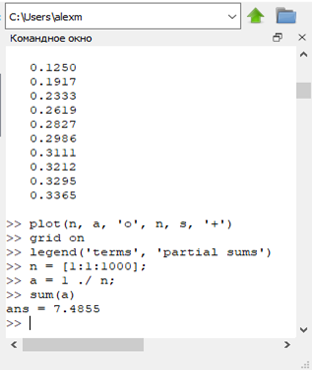 C:\Users\alexm
Командное окно
0.1250
0.1917
0.2333
0.2619
0.2827
0.2986
0.3111
0.3212
0.3295
0.3365
>> plot(n, a, 'o', n, s, '+')
>> grid on
>> legend('terms', 'partial sums')
>> n = [1:1:1000];
>> a = 1 ./ n;
>> sum(a)
ans = 7.4855
>>